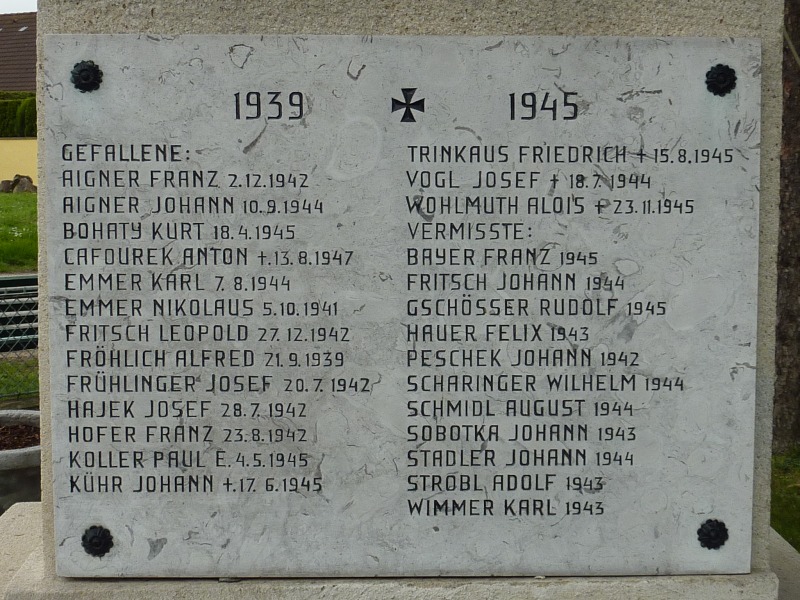 1939 1945
GEFALLENE:
AIGNER FRANZ 2.12.1942
AIGNER JOHANN 10.9.1944
BOHATY KURT 18.4.1945
CAFOUREK ANTON +.13.8.1947
EMMER KARL 7.8.1944
EMMER NIKOLAUS 5.10.1941
FRITSCH LEOPOLD 27.12.1942
FRÖHLICH ALFRED 21.9.1939
FRÜHLINGER JOSEF 20.7.1942
HAJEK JOSEF 28.7.1942
HOFER FRANZ 23.8.1942
KOLLER PAUL E. 4.5.1945
KÜHR JOHANN +.17.6.1945
TRINKAUS FRIEDRICH + 15.8.1945
VOGL JOSEF + 18.7.1944
WOHLMUTH ALOIS + 23.11.1945
VERMISSTE:
BAYER FRANZ 1945
FRITSCH JOHANN 1944
GSCHÖSSER RUDOLF 1945
HAUER FELIX 1943
PESCHEK JOHANN 1942
SCHARINGER WILHELM 1944
SCHMIDL AUGUST 1944
SOBOTKA JOHANN 1943
STADLER JOHANN 1944
STROBL ADOLF 1943
WIMMER KARL 1943